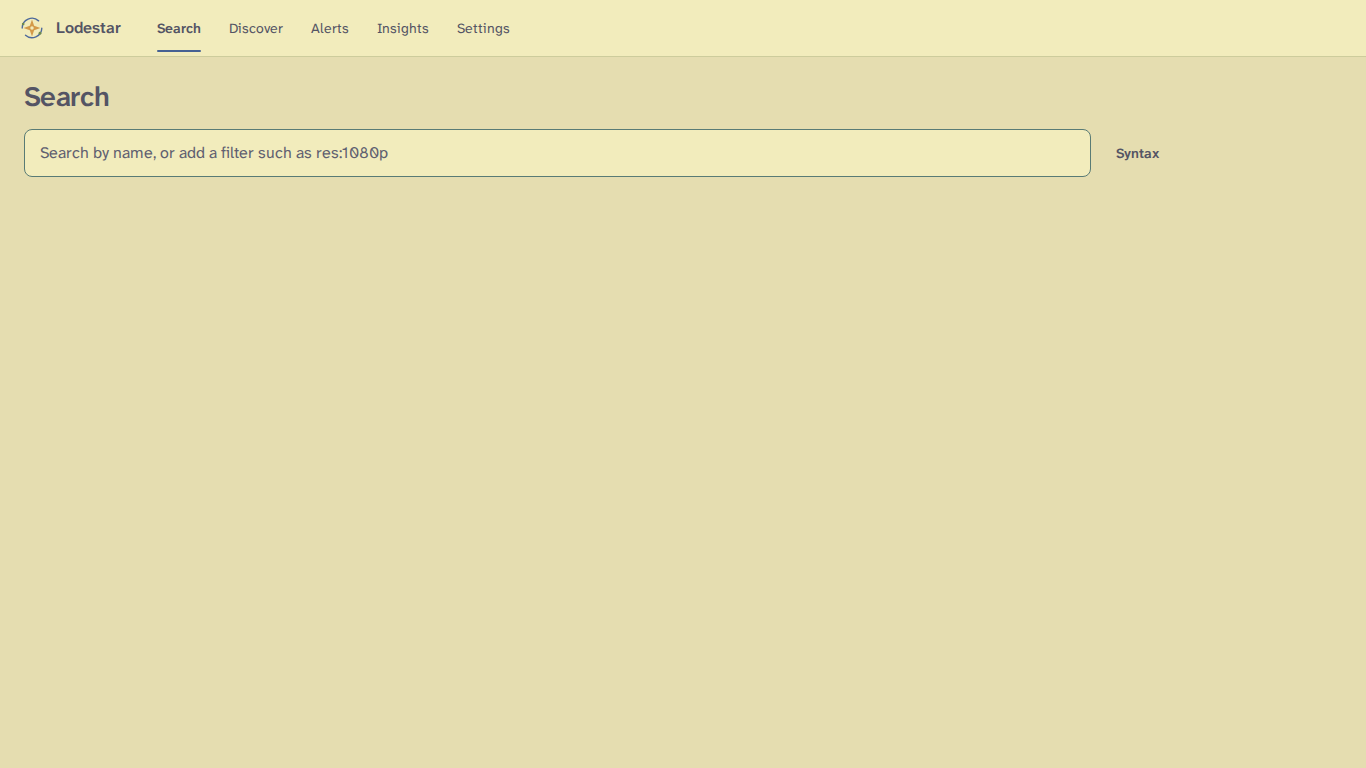 Lodestar Search Discover Alerts Insights Settings
Search
Search by name, or add a filter such as res:1080p Syntax